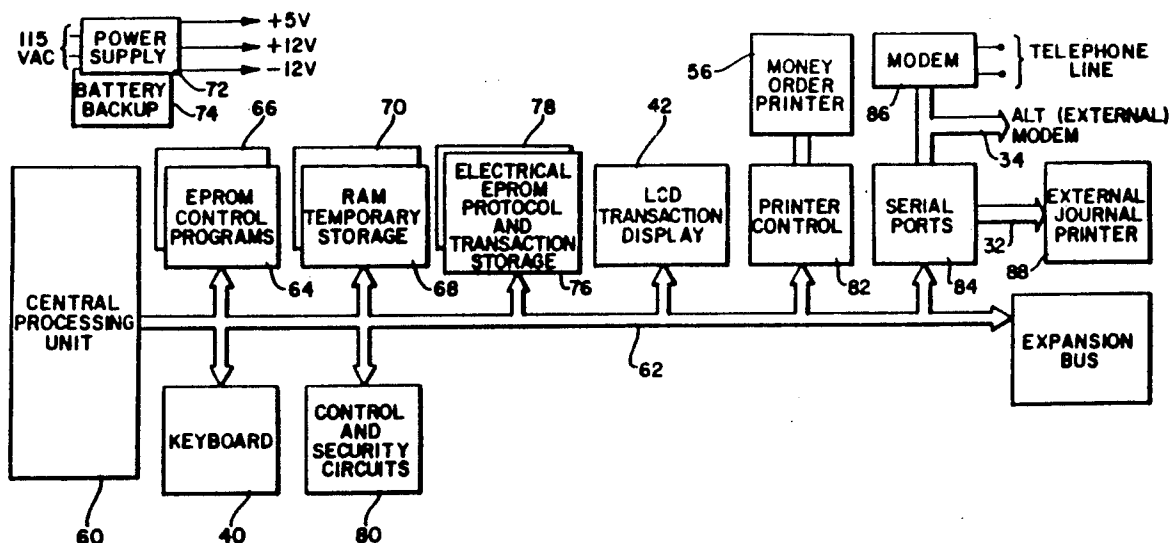 115
VAC
POWER
SUPPLY
+5V
+12V
-12V
BATTERY
BACKUP
72
74
56
MONEY
ORDER
PRINTER
MODEM
86
TELEPHONE
LINE
ALT (EXTERNAL)
MODEM
34
66
70
78
42
EPROM
CONTROL
PROGRAMS
64
RAM
TEMPORARY
STORAGE
68
ELECTRICAL
EPROM
PROTOCOL
AND
TRANSACTION
STORAGE
76
LCD
TRANSACTION
DISPLAY
PRINTER
CONTROL
82
SERIAL
PORTS
84
32
EXTERNAL
JOURNAL
PRINTER
88
CENTRAL
PROCESSING
UNIT
62
EXPANSION
BUS
KEYBOARD
CONTROL
AND
SECURITY
CIRCUITS
60
40
80